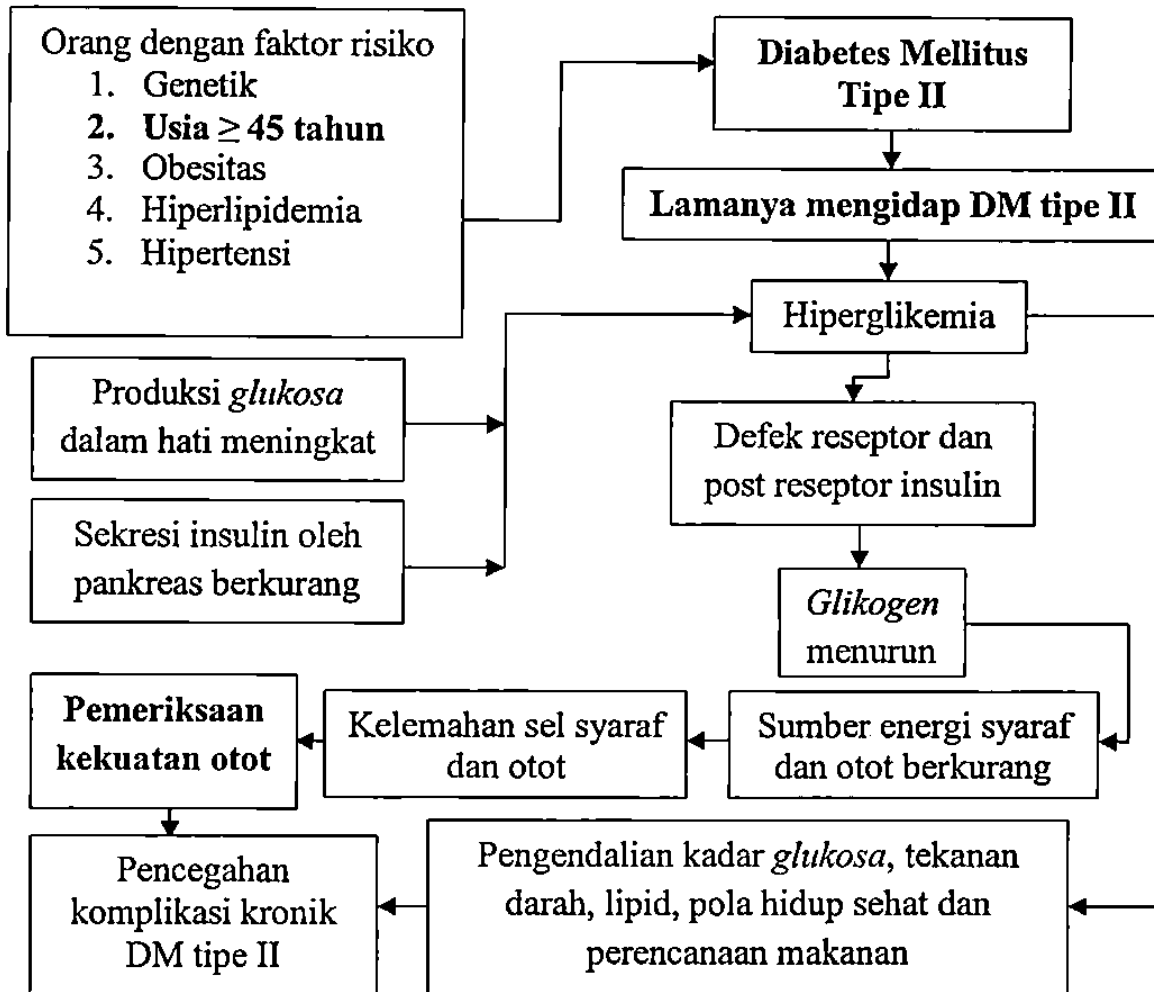 Orang dengan faktor risiko
1. Genetik
2. Usia ≥ 45 tahun
3. Obesitas
4. Hiperlipidemia
5. Hipertensi
Diabetes Mellitus
Tipe II
Lamanya mengidap DM tipe II
Hiperglikemia
Produksi glukosa
dalam hati meningkat
Sekresi insulin oleh
pankreas berkurang
Defek reseptor dan
post reseptor insulin
Glikogen
menurun
Sumber energi syaraf
dan otot berkurang
Kelemahan sel syaraf
dan otot
Pemeriksaan
kekuatan otot
Pencegahan
komplikasi kronik
DM tipe II
Pengendalian kadar glukosa, tekanan
darah, lipid, pola hidup sehat dan
perencanaan makanan